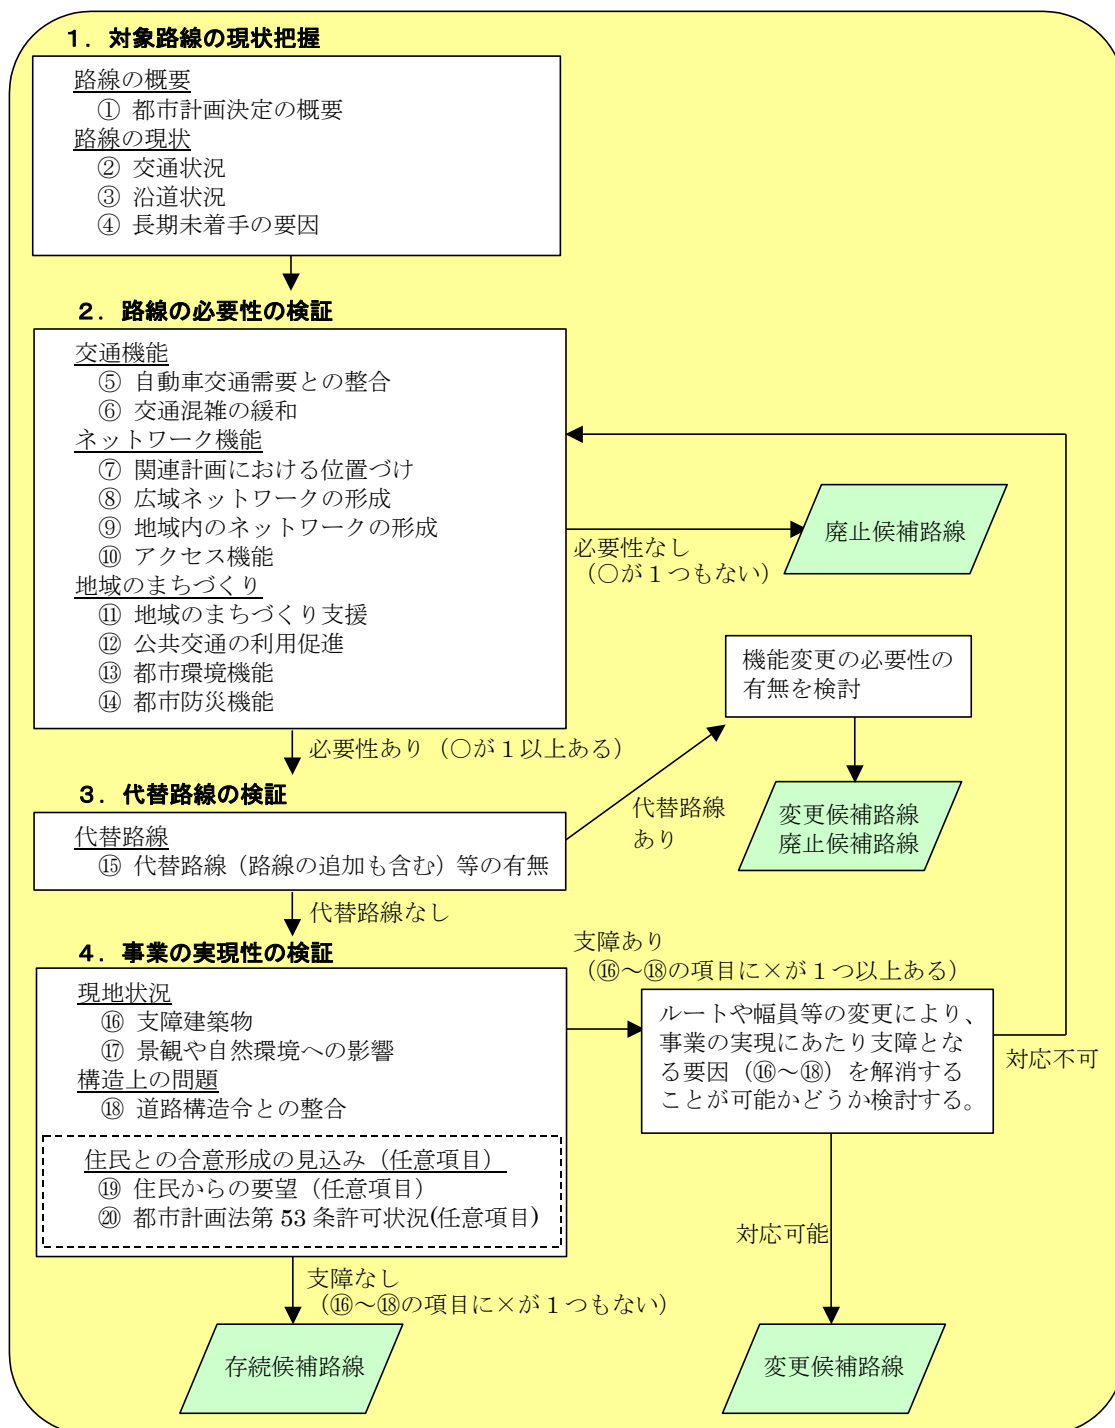 １．対象路線の現状把握
路線の概要
① 都市計画決定の概要
路線の現状
② 交通状況
③ 沿道状況
④ 長期未着手の要因
２．路線の必要性の検証
交通機能
⑤ 自動車交通需要との整合
⑥ 交通混雑の緩和
ネットワーク機能
⑦ 関連計画における位置づけ
⑧ 広域ネットワークの形成
⑨ 地域内のネットワークの形成
⑩ アクセス機能
地域のまちづくり
⑪ 地域のまちづくり支援
⑫ 公共交通の利用促進
⑬ 都市環境機能
⑭ 都市防災機能
必要性なし
（○が１つもない）
廃止候補路線
機能変更の必要性の
有無を検討
必要性あり（○が１以上ある）
３．代替路線の検証
代替路線
⑮ 代替路線（路線の追加も含む）等の有無
代替路線
あり
変更候補路線
廃止候補路線
代替路線なし
４．事業の実現性の検証
現地状況
⑯ 支障建築物
⑰ 景観や自然環境への影響
構造上の問題
⑱ 道路構造令との整合
住民との合意形成の見込み（任意項目）
⑲ 住民からの要望（任意項目）
⑳ 都市計画法第 53 条許可状況(任意項目)
支障あり
（⑯～⑱の項目に×が１つ以上ある）
ルートや幅員等の変更により、
事業の実現にあたり支障とな
る要因（⑯～⑱）を解消する
ことが可能かどうか検討する。
対応不可
対応可能
支障なし
（⑯～⑱の項目に×が１つもない）
存続候補路線
変更候補路線